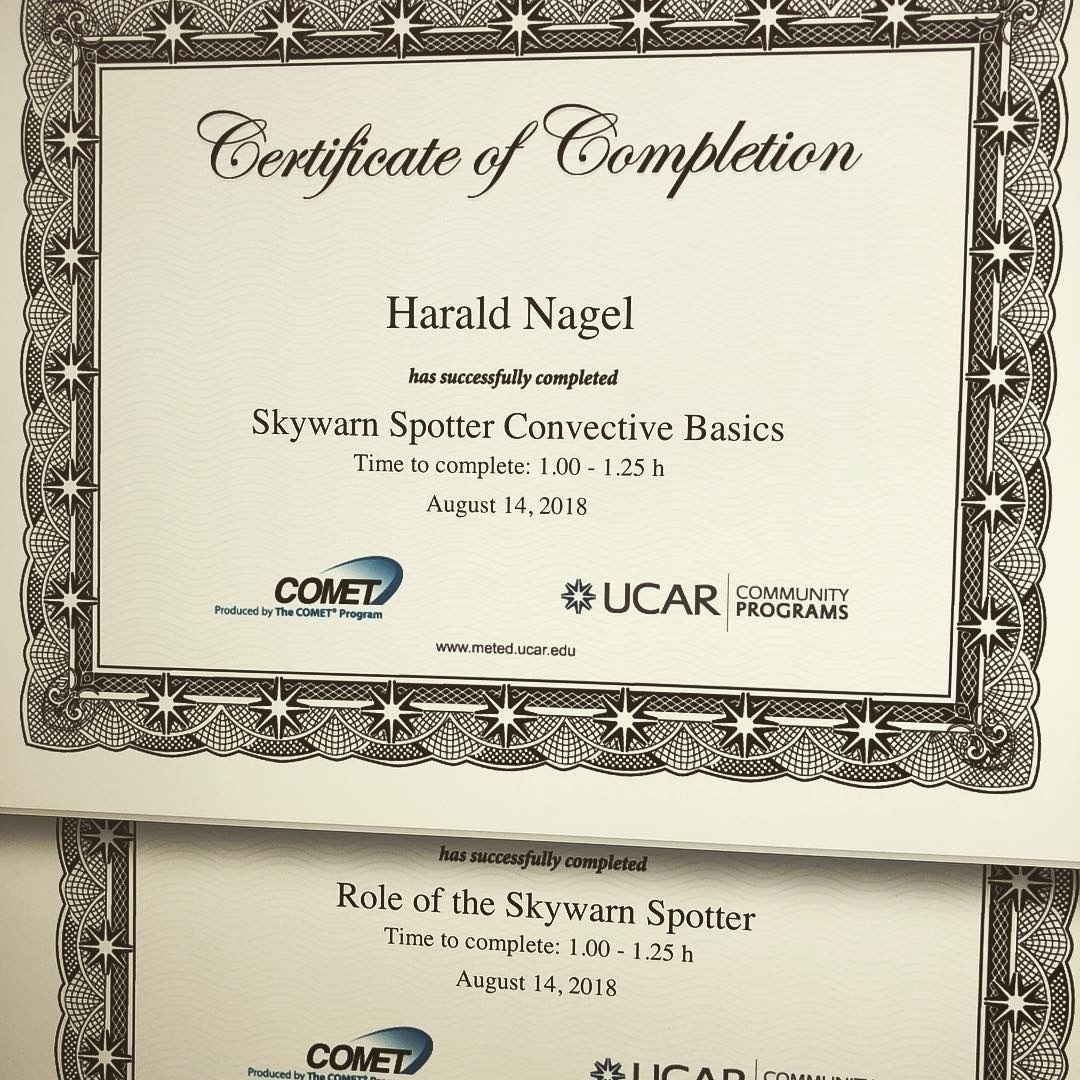 Certificate of Completion
Harald Nagel
has successfully completed
Skywarn Spotter Convective Basics
Time to complete: 1.00 - 1.25 h
August 14, 2018
COMET
Produced by The COMET® Program
UCAR COMMUNITY
PROGRAMS
www.meted.ucar.edu
has successfully completed
Role of the Skywarn Spotter
Time to complete: 1.00 - 1.25 h
August 14, 2018
COMET
Produced by The COMET®
UCAR